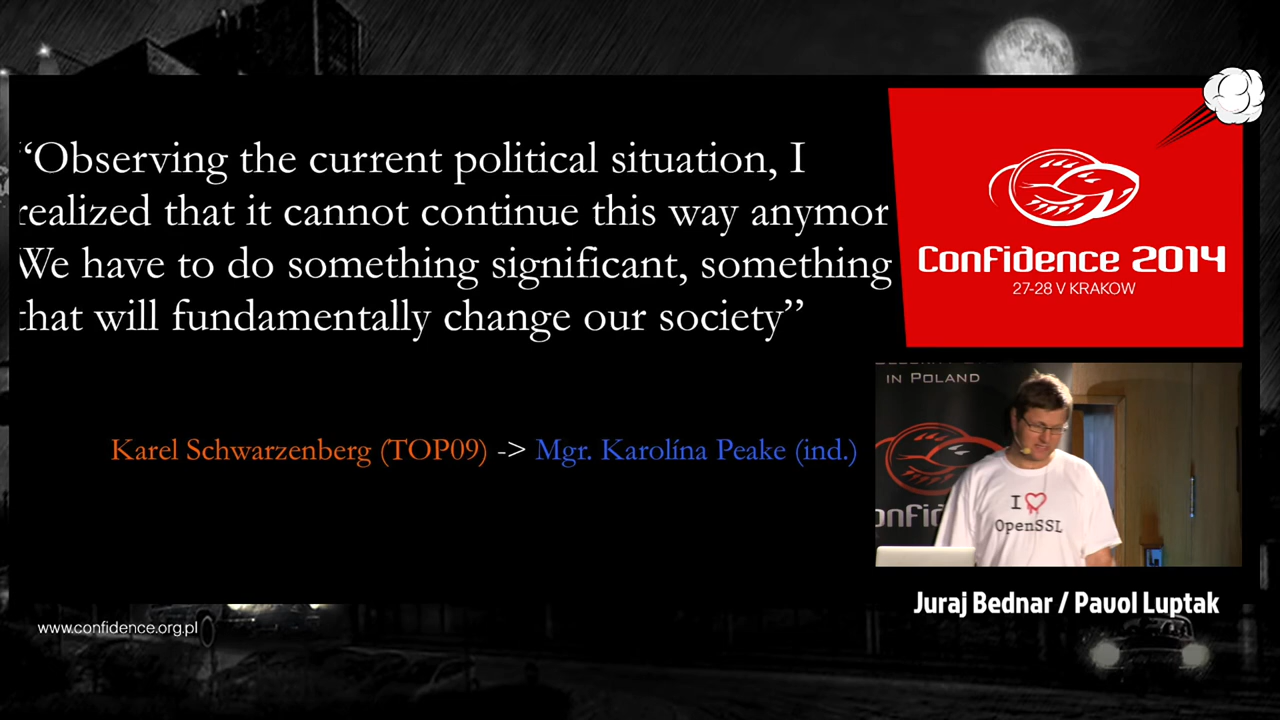 “Observing the current political situation, I
realized that it cannot continue this way anymor
We have to do something significant, something
that will fundamentally change our society”
Karel Schwarzenberg (TOP09) -> Mgr. Karolína Peake (ind.)
Confidence 2014
27-28 V KRAKOW
IN POLAND
onfid
I
OpenSSL
Juraj Bednar / Pavol Luptak
www.confidence.org.pl